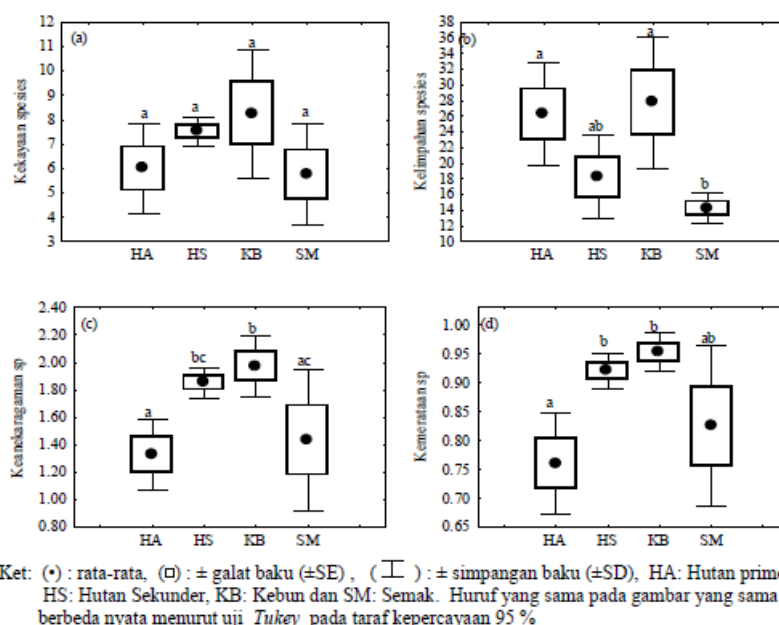 (a)
Kekayaan spesies
12
11
10
9
8
7
6
5
4
3
a
a
a
a
HA HS KB SM
(b)
Kelimpahan spesies
38
36
34
32
30
28
26
24
22
20
18
16
14
12
10
a
ab
a
b
HA HS KB SM
(c)
Keanekaragaman sp
2.40
2.20
2.00
1.80
1.60
1.40
1.20
1.00
0.80
a
bc
b
ac
HA HS KB SM
(d)
Kemerataan sp
1.00
0.95
0.90
0.85
0.80
0.75
0.70
0.65
a
b
b
ab
HA HS KB SM
Ket: (•) : rata-rata, (□) : ± galat baku (±SE) , ( 工 ) : ± simpangan baku (±SD), HA: Hutan prime
HS: Hutan Sekunder, KB: Kebun dan SM: Semak. Huruf yang sama pada gambar yang sama
berbeda nyata menurut uji Tukey pada taraf kepercayaan 95 %